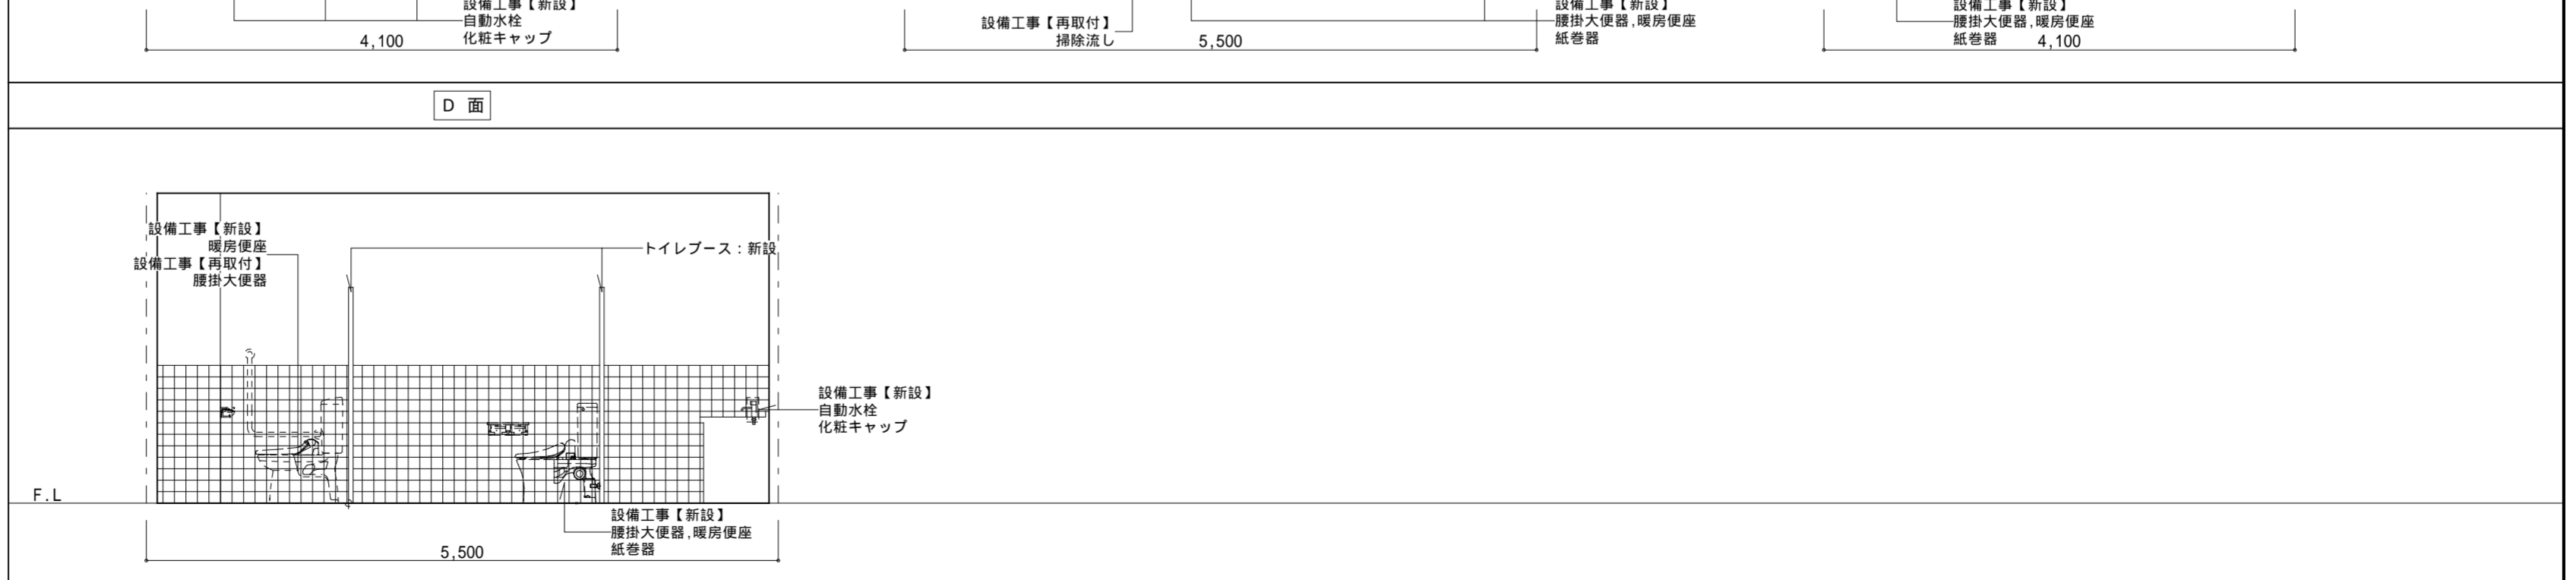 設備工事【新設】
自動水栓
化粧キャップ
4,100
設備工事【再取付】
掃除流し
5,500
設備工事【新設】
腰掛大便器,暖房便座
紙巻器
設備工事【新設】
腰掛大便器,暖房便座
紙巻器
4,100
D 面
設備工事【新設】
暖房便座
設備工事【再取付】
腰掛大便器
トイレブース:新設
設備工事【新設】
自動水栓
化粧キャップ
F.L
設備工事【新設】
腰掛大便器,暖房便座
紙巻器
5,500